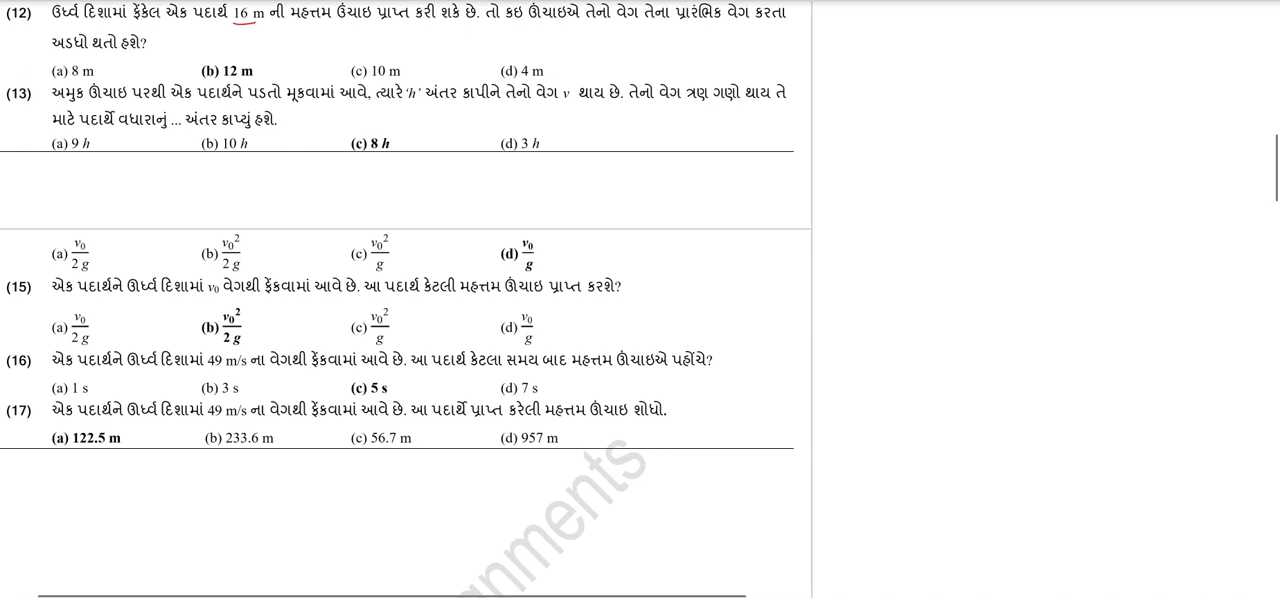 (12) ઉર્ધ્વ દિશામાં ફેંકેલ એક પદાર્થ 16 m ની મહત્તમ ઉંચાઇ પ્રાપ્ત કરી શકે છે. તો કઇ ઊંચાઇએ તેનો વેગ તેના પ્રારંભિક વેગ કરતા
અડધો થતો હશે?
(a) 8 m (b) 12 m (c) 10 m (d) 4 m
(13) અમુક ઊંચાઇ પરથી એક પદાર્થને પડતો મૂકવામાં આવે, ત્યારે ‘h’ અંતર કાપીને તેનો વેગ v થાય છે. તેનો વેગ ત્રણ ગણો થાય તે
માટે પદાર્થે વધારાનું ... અંતર કાપ્યું હશે.
(a) 9 h (b) 10 h (c) 8 h (d) 3 h
(a) v₀/2 g (b) v₀²/2 g (c) v₀²/g (d) v₀/g
(15) એક પદાર્થને ઊર્ધ્વ દિશામાં v₀ વેગથી ફેંકવામાં આવે છે. આ પદાર્થ કેટલી મહત્તમ ઊંચાઇ પ્રાપ્ત કરશે?
(a) v₀/2 g (b) v₀²/2 g (c) v₀²/g (d) v₀/g
(16) એક પદાર્થને ઊર્ધ્વ દિશામાં 49 m/s ના વેગથી ફેંકવામાં આવે છે. આ પદાર્થ કેટલા સમય બાદ મહત્તમ ઊંચાઇએ પહોંચે?
(a) 1 s (b) 3 s (c) 5 s (d) 7 s
(17) એક પદાર્થને ઊર્ધ્વ દિશામાં 49 m/s ના વેગથી ફેંકવામાં આવે છે. આ પદાર્થે પ્રાપ્ત કરેલી મહત્તમ ઊંચાઇ શોધો.
(a) 122.5 m (b) 233.6 m (c) 56.7 m (d) 957 m